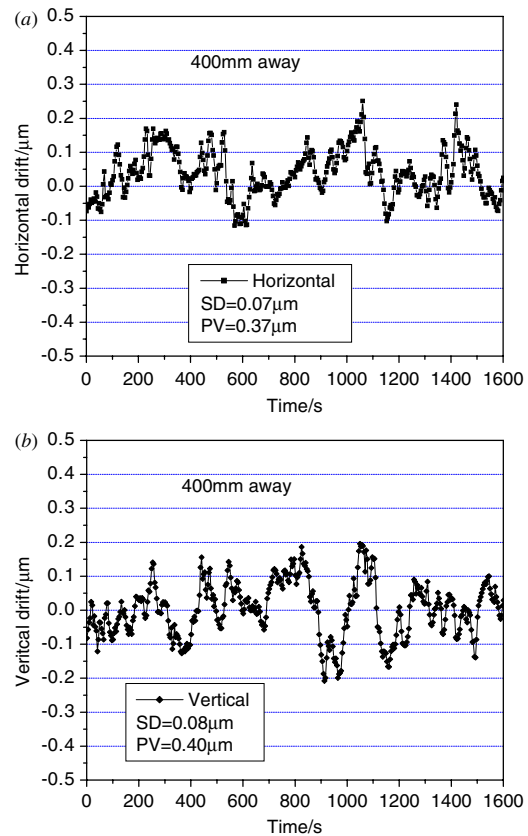 (a)
0.5
0.4
0.3
0.2
0.1
0.0
-0.1
-0.2
-0.3
-0.4
-0.5
Horizontal drift/μm
400mm away
Horizontal
SD=0.07μm
PV=0.37μm
0 200 400 600 800 1000 1200 1400 1600
Time/s
(b)
0.5
0.4
0.3
0.2
0.1
0.0
-0.1
-0.2
-0.3
-0.4
-0.5
Veritcal drift/μm
400mm away
Vertical
SD=0.08μm
PV=0.40μm
0 200 400 600 800 1000 1200 1400 1600
Time/s